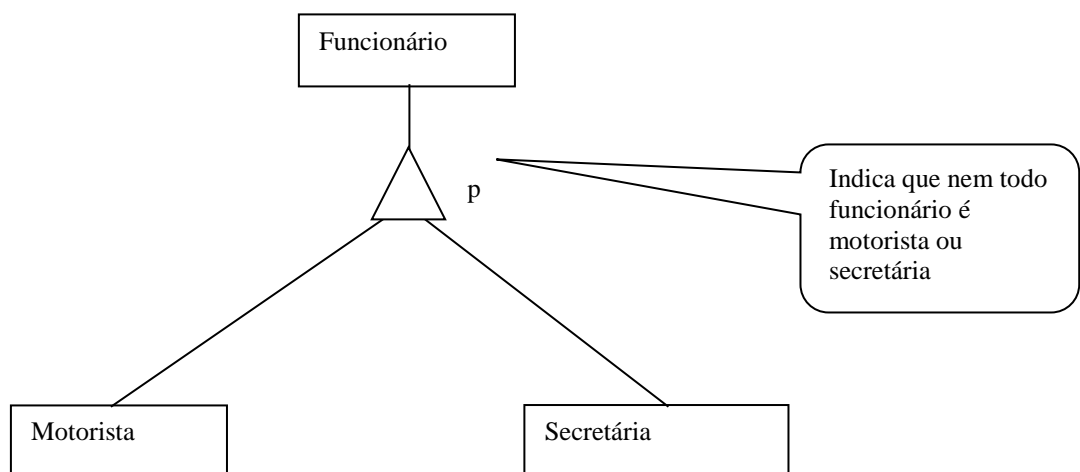 Funcionário
p
Indica que nem todo
funcionário é
motorista ou
secretária
Motorista
Secretária